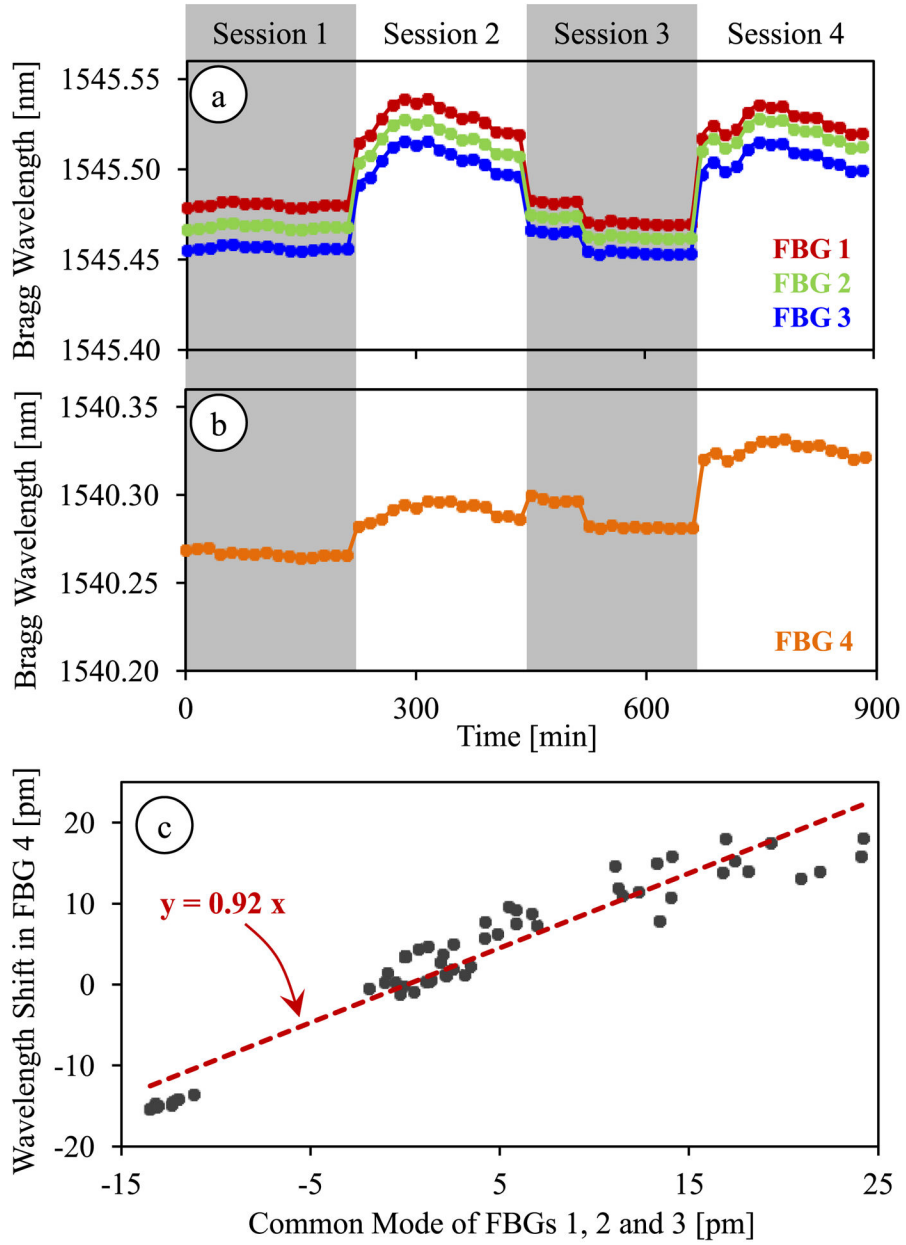 Session 1 Session 2 Session 3 Session 4
a
Bragg Wavelength [nm]
1545.55
1545.50
1545.45
1545.40
FBG 1
FBG 2
FBG 3
b
Bragg Wavelength [nm]
1540.35
1540.30
1540.25
1540.20
FBG 4
0 300 600 900
Time [min]
c
Wavelength Shift in FBG 4 [pm]
20
10
0
-10
-20
y = 0.92 x
-15 -5 5 15 25
Common Mode of FBGs 1, 2 and 3 [pm]